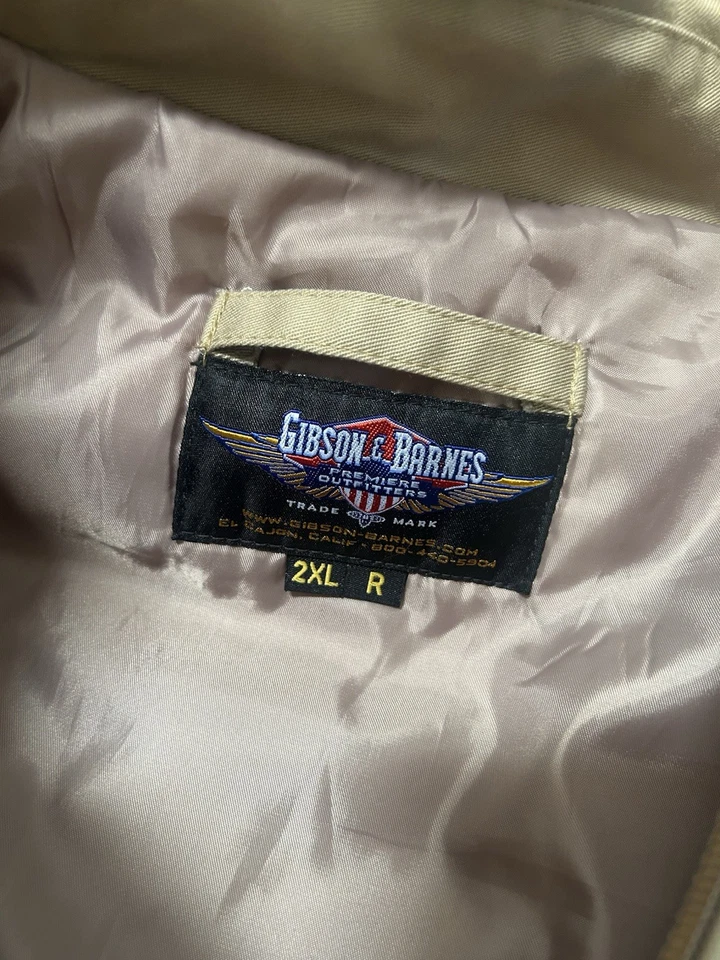 GIBSON & BARNES
PREMIERE
OUTFITTERS
TRADE MARK
WWW.GIBSON-BARNES.COM
EL CAJON, CALIF - 800-440-5904
2XL R